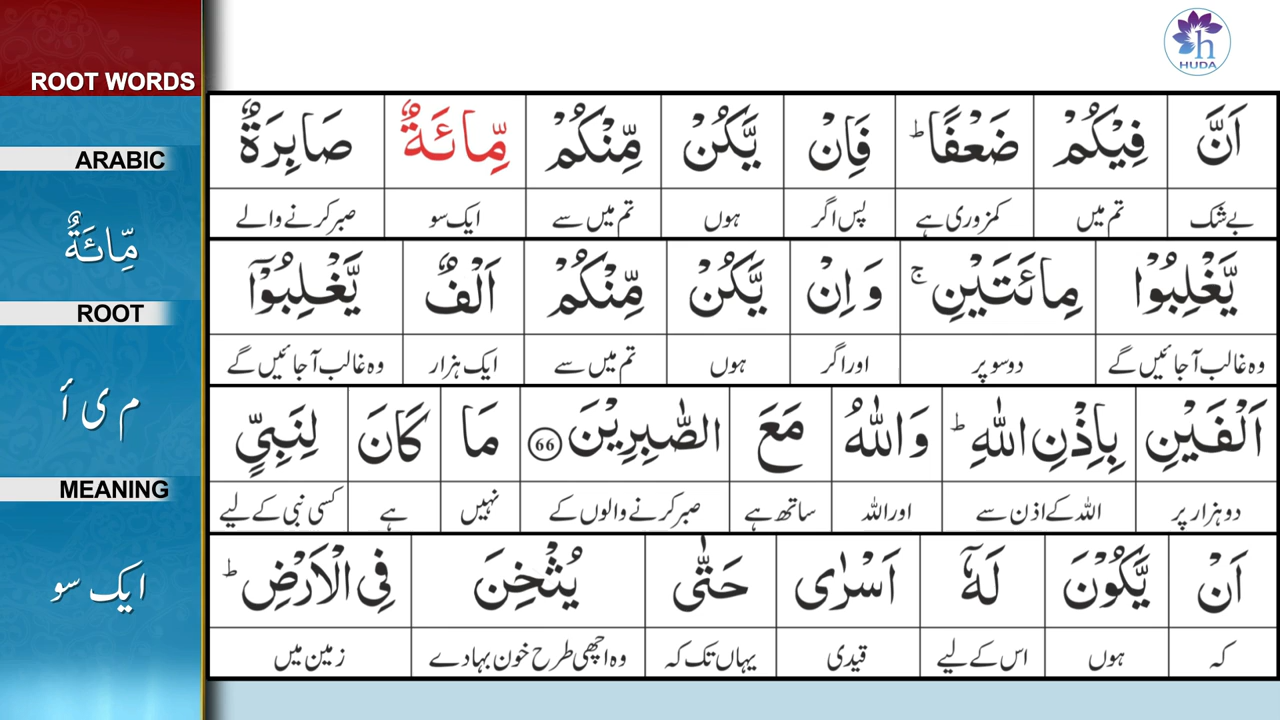 HUDA
ROOT WORDS
ARABIC
مِّائَةٌ
ROOT
م ی أ
MEANING
ایک سو
اَنَّ فِیْكُمْ ضَعْفًا ؕ فَاِنْ یَّكُنْ مِّنْكُمْ مِّائَةٌ صَابِرَةٌ
بے شک تم میں کمزوری ہے پس اگر ہوں تم میں سے ایک سو صبر کرنے والے
یَّغْلِبُوْا مِائَتَیْنِ ۚ وَ اِنْ یَّكُنْ مِّنْكُمْ اَلْفٌ یَّغْلِبُوْۤا
وہ غالب آجائیں گے دو سو پر اور اگر ہوں تم میں سے ایک ہزار وہ غالب آجائیں گے
اَلْفَیْنِ بِاِذْنِ اللّٰهِ ؕ وَ اللّٰهُ مَعَ الصّٰبِرِیْنَ 66 مَا كَانَ لِنَبِیٍّ
دو ہزار پر اللہ کے اذن سے اور اللہ ساتھ ہے صبر کرنے والوں کے نہیں ہے کسی نبی کے لیے
اَنْ یَّكُوْنَ لَهٗۤ اَسْرٰی حَتّٰی یُثْخِنَ فِی الْاَرْضِ ؕ
کہ ہوں اس کے لیے قیدی یہاں تک کہ وہ اچھی طرح خون بہا دے زمین میں